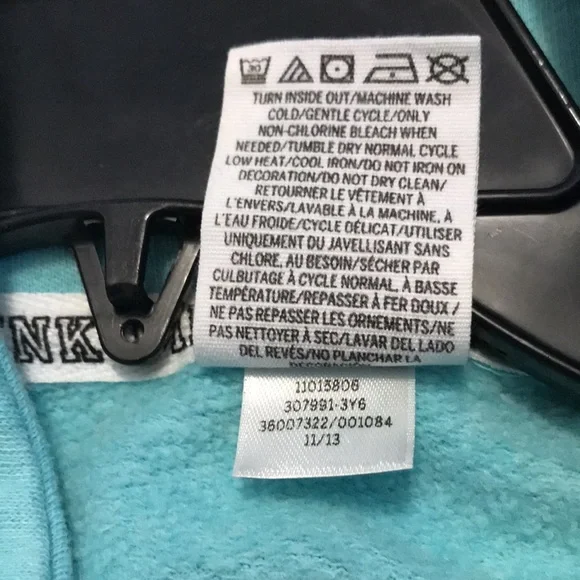 30
TURN INSIDE OUT/MACHINE WASH
COLD/GENTLE CYCLE/ONLY
NON-CHLORINE BLEACH WHEN
NEEDED/TUMBLE DRY NORMAL CYCLE
LOW HEAT/COOL IRON/DO NOT IRON ON
DECORATION/DO NOT DRY CLEAN/
RETOURNER LE VÊTEMENT À
L'ENVERS/LAVABLE À LA MACHINE, À
L'EAU FROIDE/CYCLE DÉLICAT/UTILISER
UNIQUEMENT DU JAVELLISANT SANS
CHLORE, AU BESOIN/SÉCHER PAR
CULBUTAGE À CYCLE NORMAL, À BASSE
TEMPÉRATURE/REPASSER À FER DOUX/
NE PAS REPASSER LES ORNEMENTS/NE
PAS NETTOYER À SEC/LAVAR DEL LADO
DEL REVÉS/NO PLANCHAR LA
DECORACIÓN
NK
11013806
307991-3Y6
36007322/001084
11/13